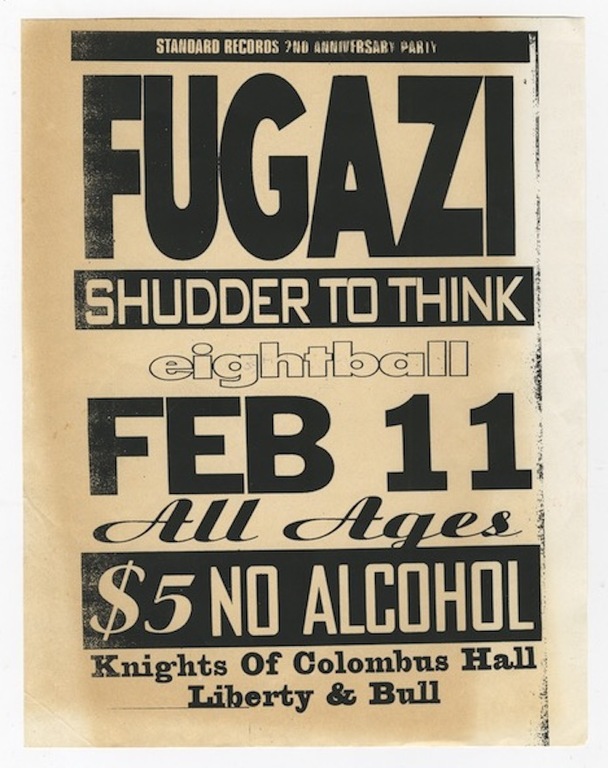 STANDARD RECORDS 2ND ANNIVERSARY PARTY
FUGAZI
SHUDDER TO THINK
eightball
FEB 11
All Ages
$5 NO ALCOHOL
Knights Of Colombus Hall
Liberty & Bull